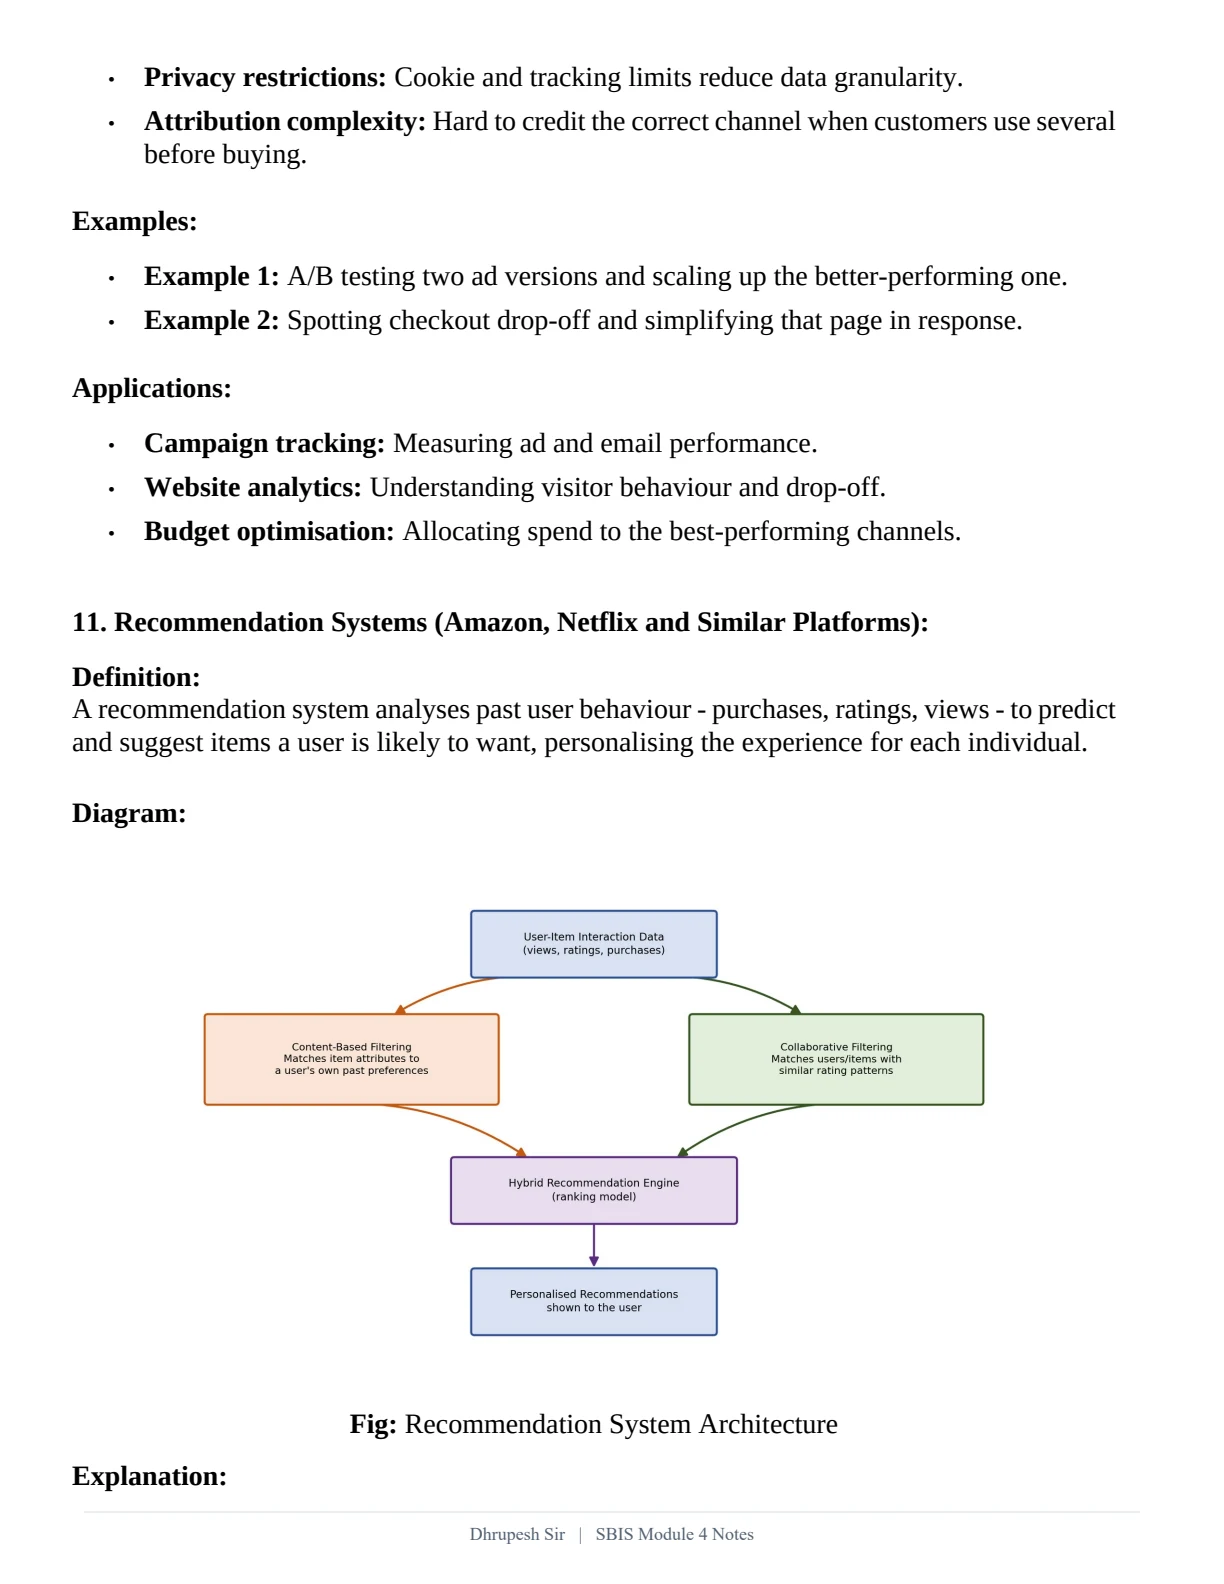 • Privacy restrictions: Cookie and tracking limits reduce data granularity.
• Attribution complexity: Hard to credit the correct channel when customers use several
before buying.
Examples:
• Example 1: A/B testing two ad versions and scaling up the better-performing one.
• Example 2: Spotting checkout drop-off and simplifying that page in response.
Applications:
• Campaign tracking: Measuring ad and email performance.
• Website analytics: Understanding visitor behaviour and drop-off.
• Budget optimisation: Allocating spend to the best-performing channels.
11. Recommendation Systems (Amazon, Netflix and Similar Platforms):
Definition:
A recommendation system analyses past user behaviour - purchases, ratings, views - to predict
and suggest items a user is likely to want, personalising the experience for each individual.
Diagram:
User-Item Interaction Data
(views, ratings, purchases)
Content-Based Filtering
Matches item attributes to
a user's own past preferences
Collaborative Filtering
Matches users/items with
similar rating patterns
Hybrid Recommendation Engine
(ranking model)
Personalised Recommendations
shown to the user
Fig: Recommendation System Architecture
Explanation:
Dhrupesh Sir | SBIS Module 4 Notes